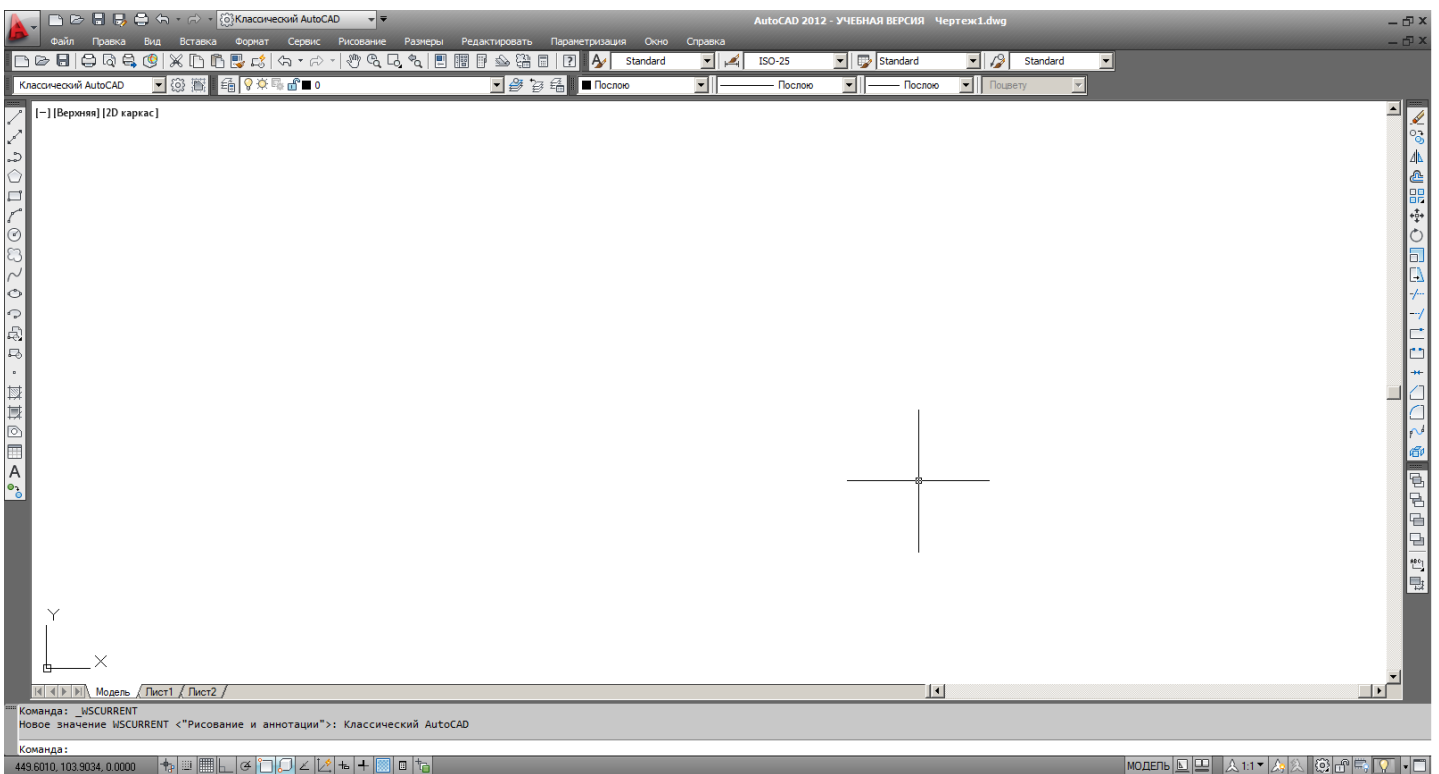 Классический AutoCAD
AutoCAD 2012 - УЧЕБНАЯ ВЕРСИЯ Чертеж1.dwg
Файл Правка Вид Вставка Формат Сервис Рисование Размеры Редактировать Параметризация Окно Справка
Standard ISO-25 Standard Standard
Классический AutoCAD 0 Послою Послою Послою Поцвету
[−] [Верхняя] [2D каркас]
A
Y
X
Модель Лист1 Лист2
Команда: _WSCURRENT
Новое значение WSCURRENT <"Рисование и аннотации">: Классический AutoCAD
Команда:
449.6010, 103.9034, 0.0000 МОДЕЛЬ 1:1